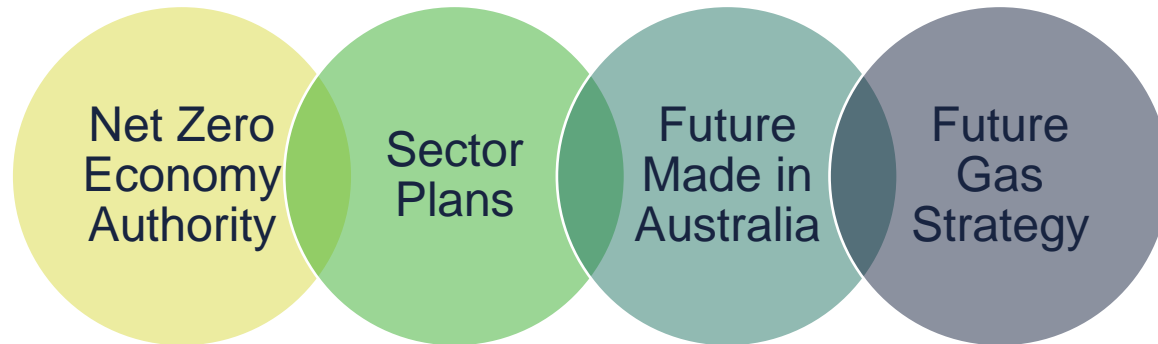 Net Zero
Economy
Authority
Sector
Plans
Future
Made in
Australia
Future
Gas
Strategy